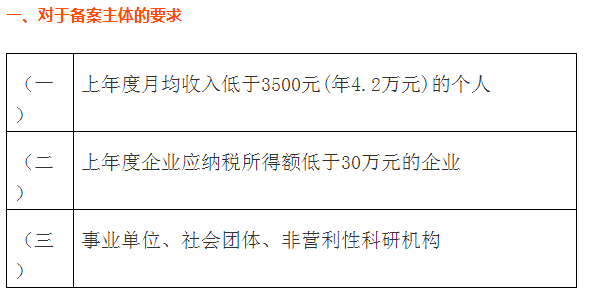 一、对于备案主体的要求
（一）
上年度月均收入低于3500元(年4.2万元)的个人
（二）
上年度企业应纳税所得额低于30万元的企业
（三）
事业单位、社会团体、非营利性科研机构